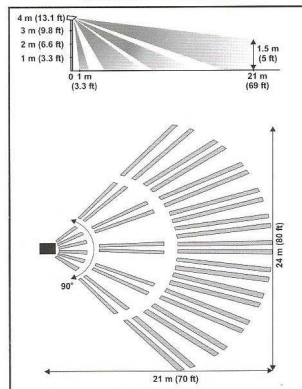 4 m (13.1 ft)
3 m (9.8 ft)
2 m (6.6 ft)
1 m (3.3 ft)
1.5 m
(5 ft)
0 1 m
(3.3 ft)
21 m
(69 ft)
90°
24 m (80 ft)
21 m (70 ft)